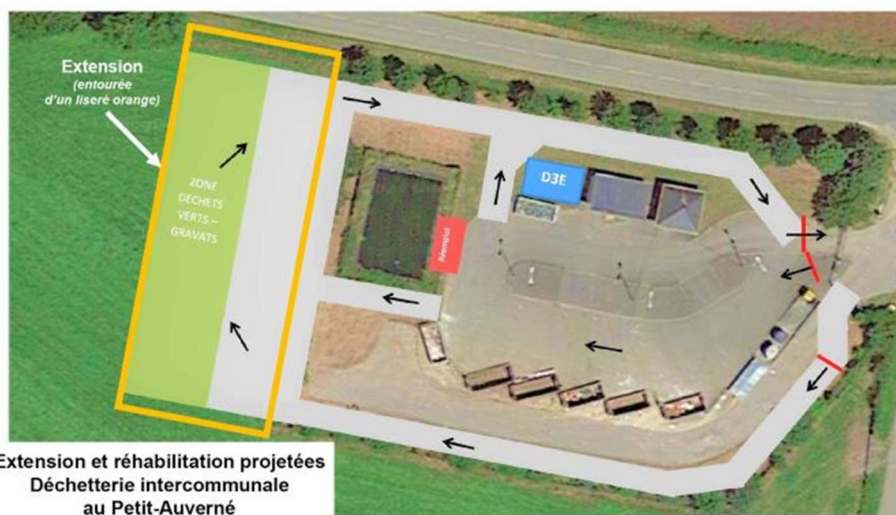 Extension
(entourée
d'un liseré orange)
ZONE
DECHETS
VERTS –
GRAVATS
D3E
Réemploi
Extension et réhabilitation projetées
Déchetterie intercommunale
au Petit-Auverné